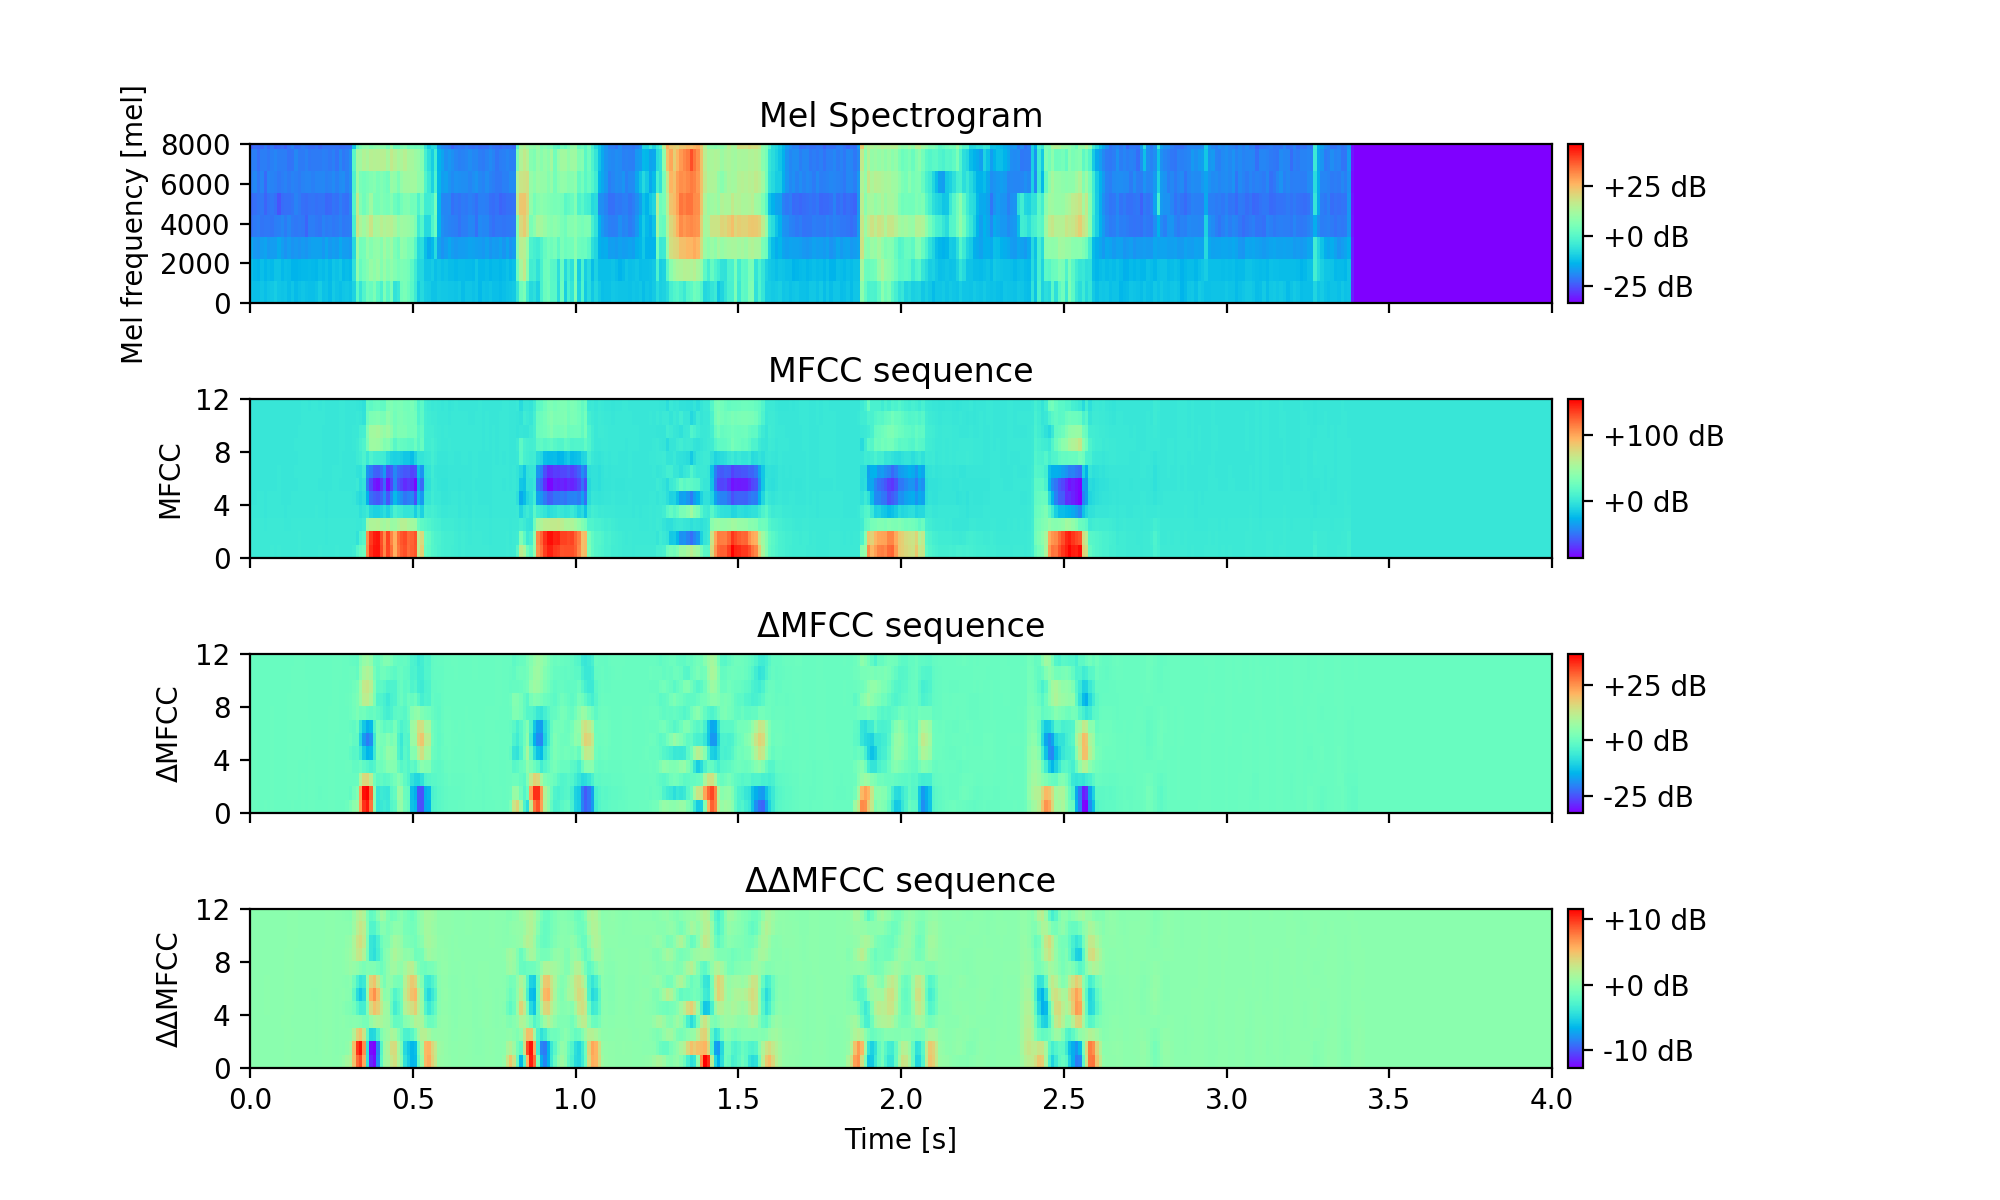 Mel Spectrogram
Mel frequency [mel]
8000
6000
4000
2000
0
+25 dB
+0 dB
-25 dB
MFCC sequence
MFCC
12
8
4
0
+100 dB
+0 dB
ΔMFCC sequence
ΔMFCC
12
8
4
0
+25 dB
+0 dB
-25 dB
ΔΔMFCC sequence
ΔΔMFCC
12
8
4
0
+10 dB
+0 dB
-10 dB
0.0 0.5 1.0 1.5 2.0 2.5 3.0 3.5 4.0
Time [s]